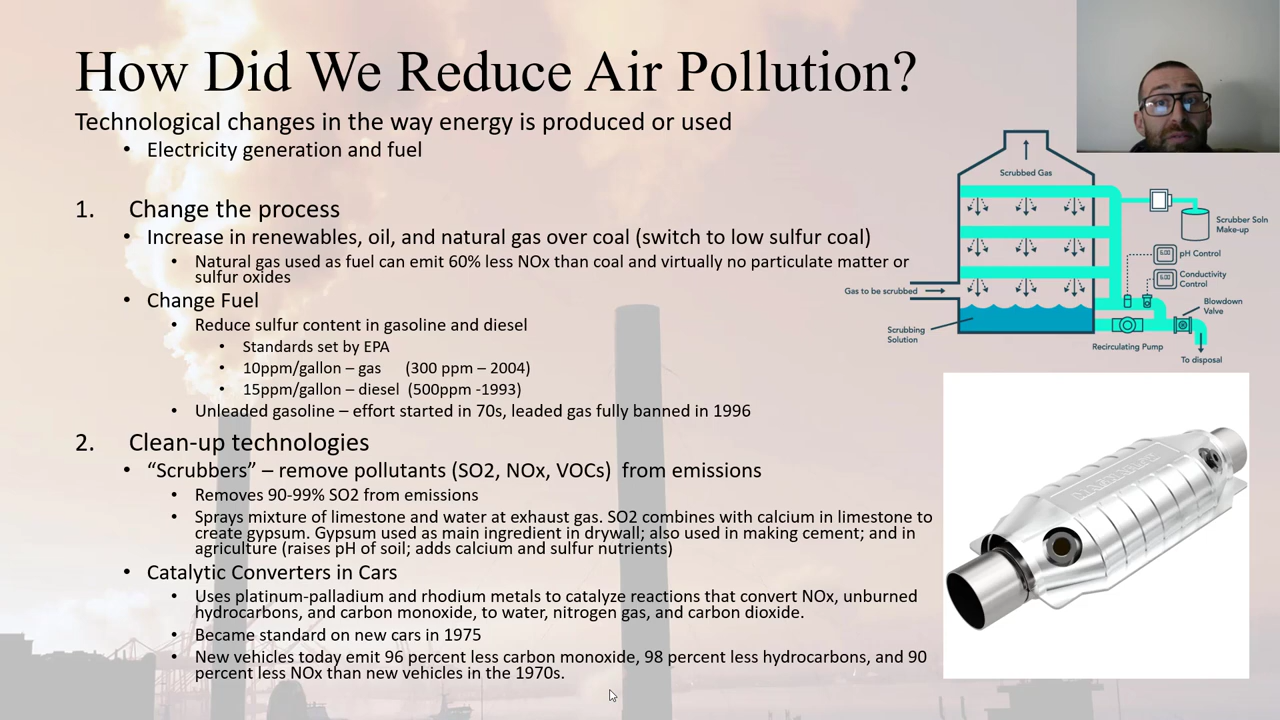 How Did We Reduce Air Pollution?
Technological changes in the way energy is produced or used
• Electricity generation and fuel
1. Change the process
• Increase in renewables, oil, and natural gas over coal (switch to low sulfur coal)
• Natural gas used as fuel can emit 60% less NOx than coal and virtually no particulate matter or
sulfur oxides
• Change Fuel
• Reduce sulfur content in gasoline and diesel
• Standards set by EPA
• 10ppm/gallon – gas (300 ppm – 2004)
• 15ppm/gallon – diesel (500ppm -1993)
• Unleaded gasoline – effort started in 70s, leaded gas fully banned in 1996
2. Clean-up technologies
• “Scrubbers” – remove pollutants (SO2, NOx, VOCs) from emissions
• Removes 90-99% SO2 from emissions
• Sprays mixture of limestone and water at exhaust gas. SO2 combines with calcium in limestone to
create gypsum. Gypsum used as main ingredient in drywall; also used in making cement; and in
agriculture (raises pH of soil; adds calcium and sulfur nutrients)
• Catalytic Converters in Cars
• Uses platinum-palladium and rhodium metals to catalyze reactions that convert NOx, unburned
hydrocarbons, and carbon monoxide, to water, nitrogen gas, and carbon dioxide.
• Became standard on new cars in 1975
• New vehicles today emit 96 percent less carbon monoxide, 98 percent less hydrocarbons, and 90
percent less NOx than new vehicles in the 1970s.
Scrubbed Gas
Scrubber Soln
Make-up
pH Control
Conductivity
Control
Gas to be scrubbed
Blowdown
Valve
Scrubbing
Solution
Recirculating Pump
To disposal